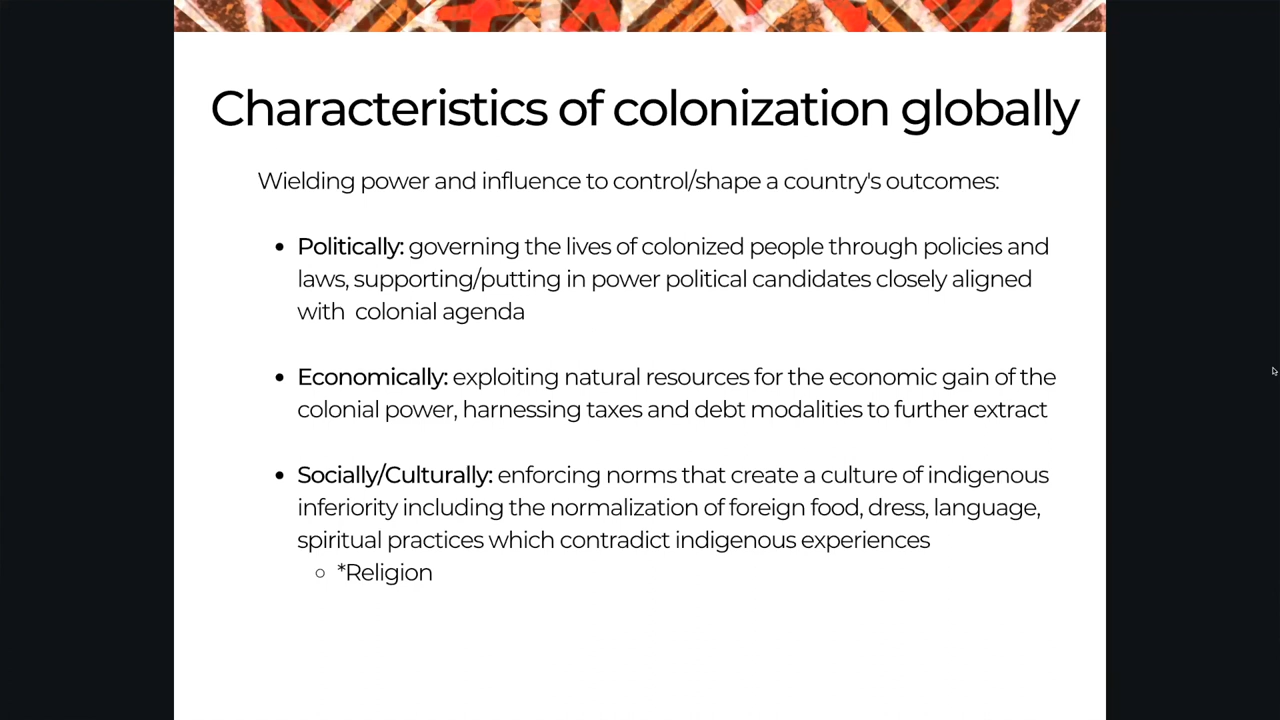 Characteristics of colonization globally
Wielding power and influence to control/shape a country's outcomes:
• Politically: governing the lives of colonized people through policies and
laws, supporting/putting in power political candidates closely aligned
with  colonial agenda
• Economically: exploiting natural resources for the economic gain of the
colonial power, harnessing taxes and debt modalities to further extract
• Socially/Culturally: enforcing norms that create a culture of indigenous
inferiority including the normalization of foreign food, dress, language,
spiritual practices which contradict indigenous experiences
◦ *Religion